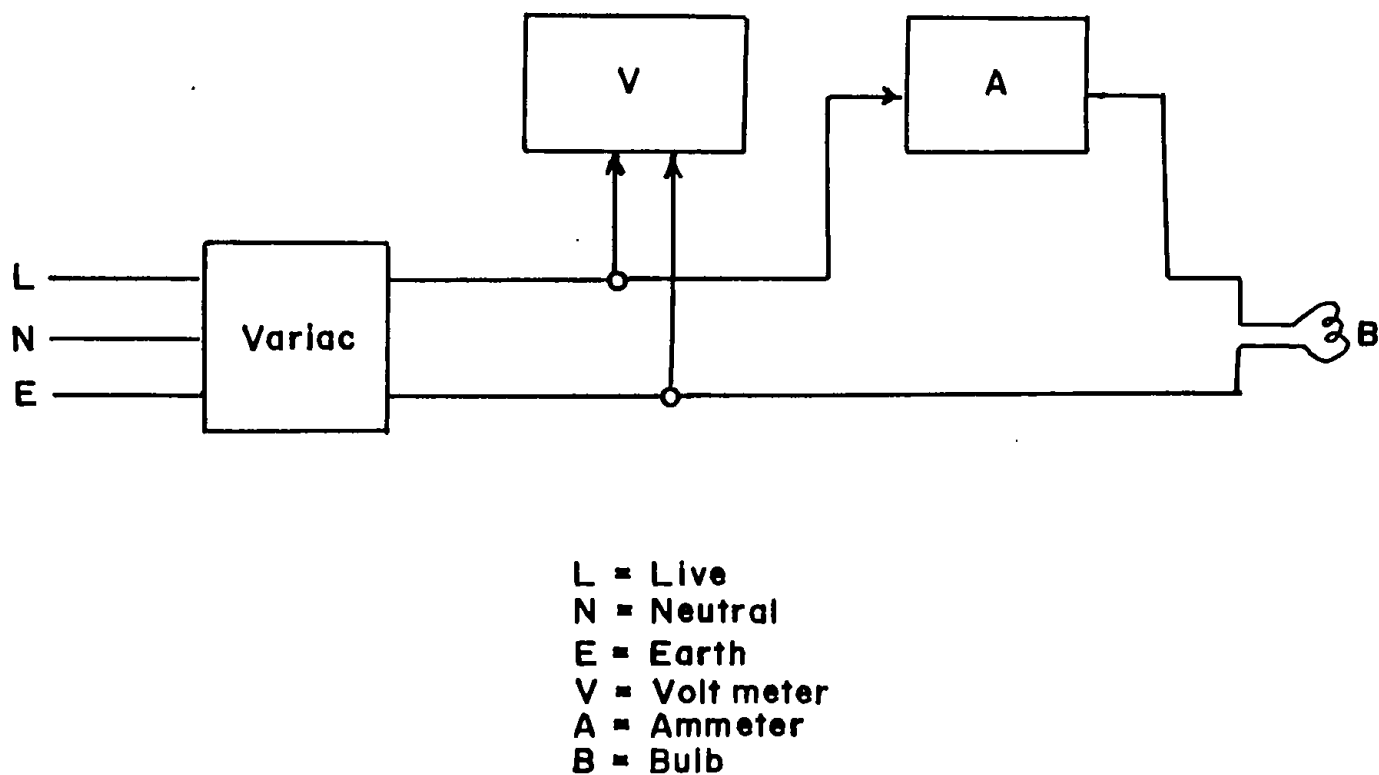 V
A
L
N
E
Variac
B
L = Live
N = Neutral
E = Earth
V = Volt meter
A = Ammeter
B = Bulb